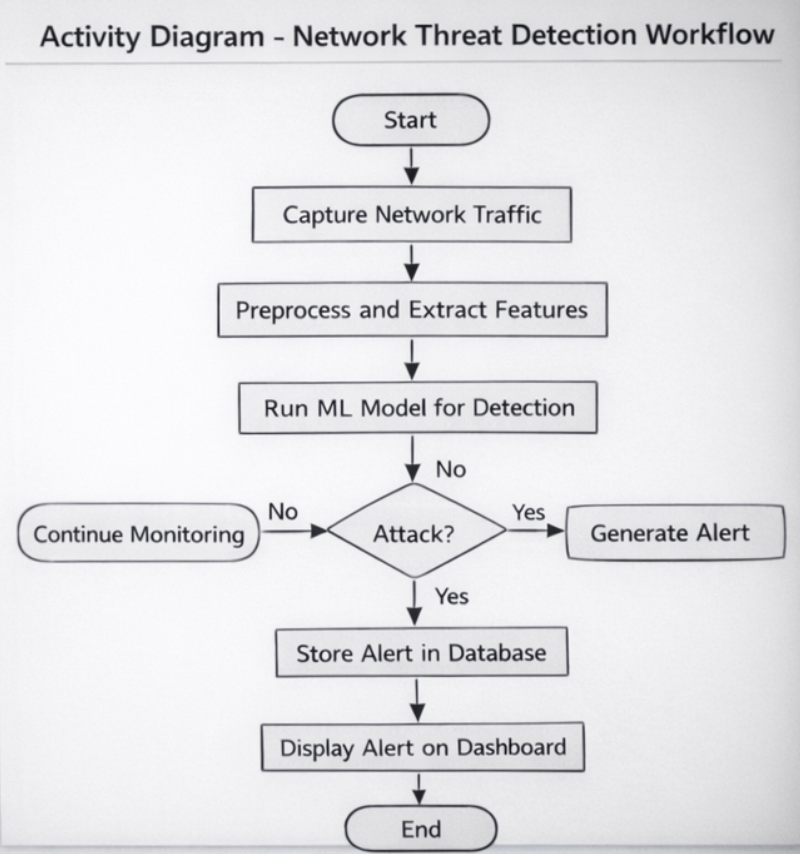 Activity Diagram - Network Threat Detection Workflow
Start
Capture Network Traffic
Preprocess and Extract Features
Run ML Model for Detection
No
Continue Monitoring
No
Attack?
Yes
Generate Alert
Yes
Store Alert in Database
Display Alert on Dashboard
End